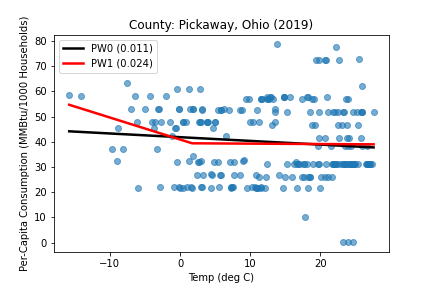 County: Pickaway, Ohio (2019)
PW0 (0.011)
PW1 (0.024)
Per-Capita Consumption (MMBtu/1000 Households)
80
70
60
50
40
30
20
10
0
−10
0
10
20
Temp (deg C)